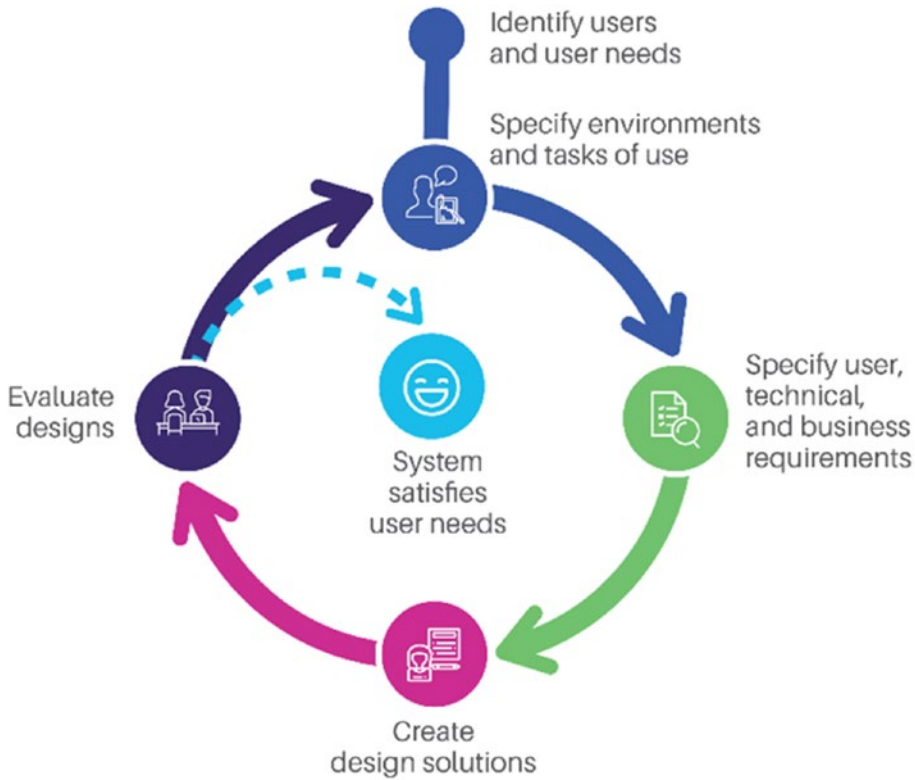 Identify users
and user needs
Specify environments
and tasks of use
Specify user,
technical,
and business
requirements
Create
design solutions
Evaluate
designs
System
satisfies
user needs